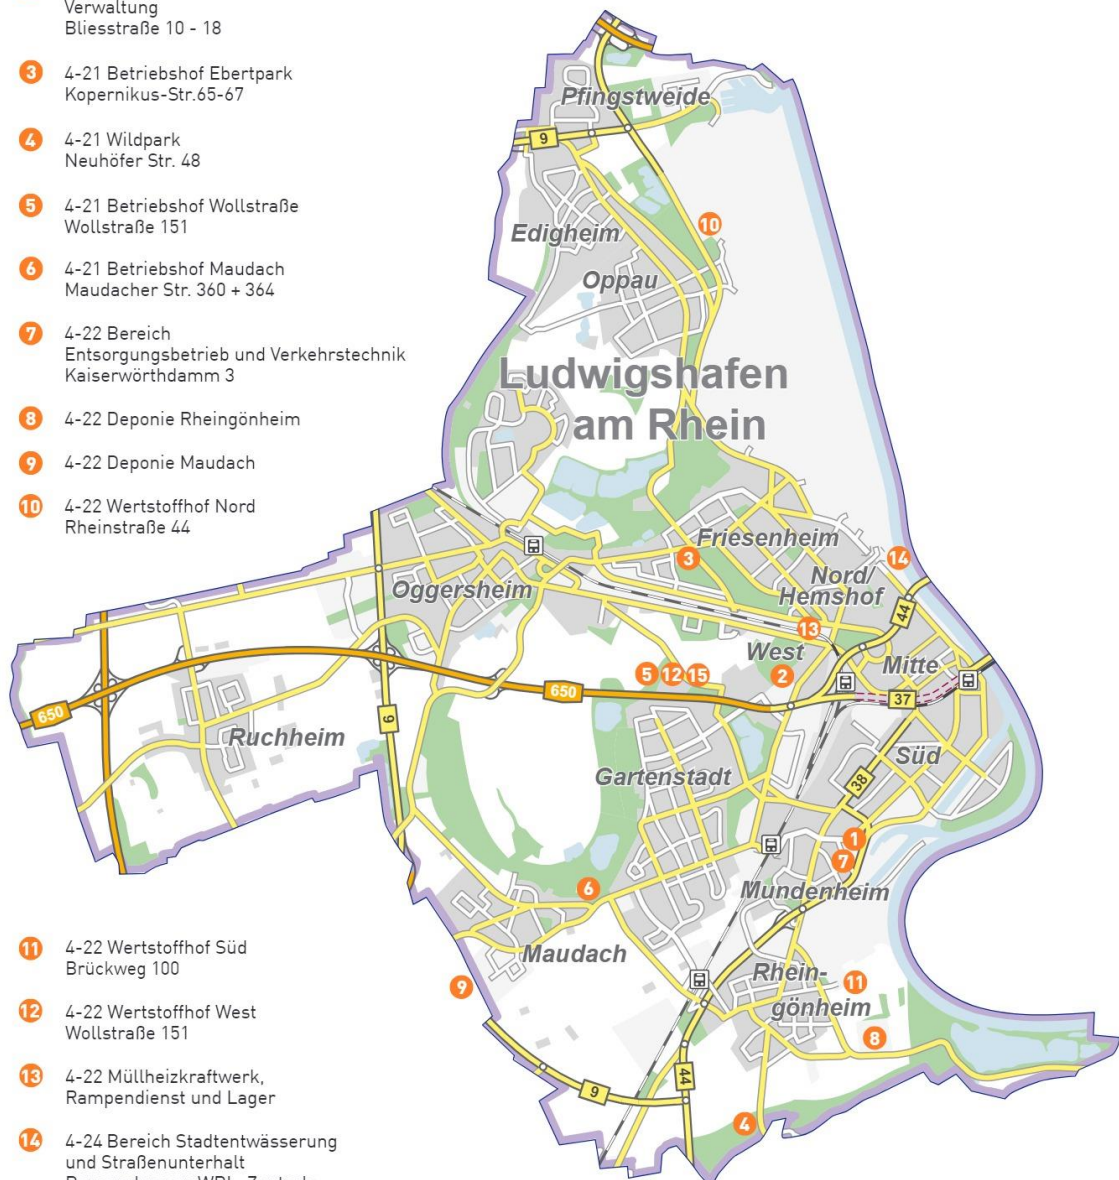 Verwaltung
Bliesstraße 10 - 18
3 4-21 Betriebshof Ebertpark
Kopernikus-Str.65-67
4 4-21 Wildpark
Neuhöfer Str. 48
5 4-21 Betriebshof Wollstraße
Wollstraße 151
6 4-21 Betriebshof Maudach
Maudacher Str. 360 + 364
7 4-22 Bereich
Entsorgungsbetrieb und Verkehrstechnik
Kaiserwörthdamm 3
8 4-22 Deponie Rheingönheim
9 4-22 Deponie Maudach
10 4-22 Wertstoffhof Nord
Rheinstraße 44
11 4-22 Wertstoffhof Süd
Brückweg 100
12 4-22 Wertstoffhof West
Wollstraße 151
13 4-22 Müllheizkraftwerk,
Rampendienst und Lager
14 4-24 Bereich Stadtentwässerung
und Straßenunterhalt
Pfingstweide
9
10
Edigheim
Oppau
Ludwigshafen
am Rhein
Friesenheim
3
14
Nord/
Hemshof
Oggersheim
44
13
West
Mitte
5 12 15
2
650
37
650
9
Ruchheim
Süd
Gartenstadt
38
1
7
6
Mundenheim
Maudach
Rhein-
gönheim
11
9
8
44
9
4